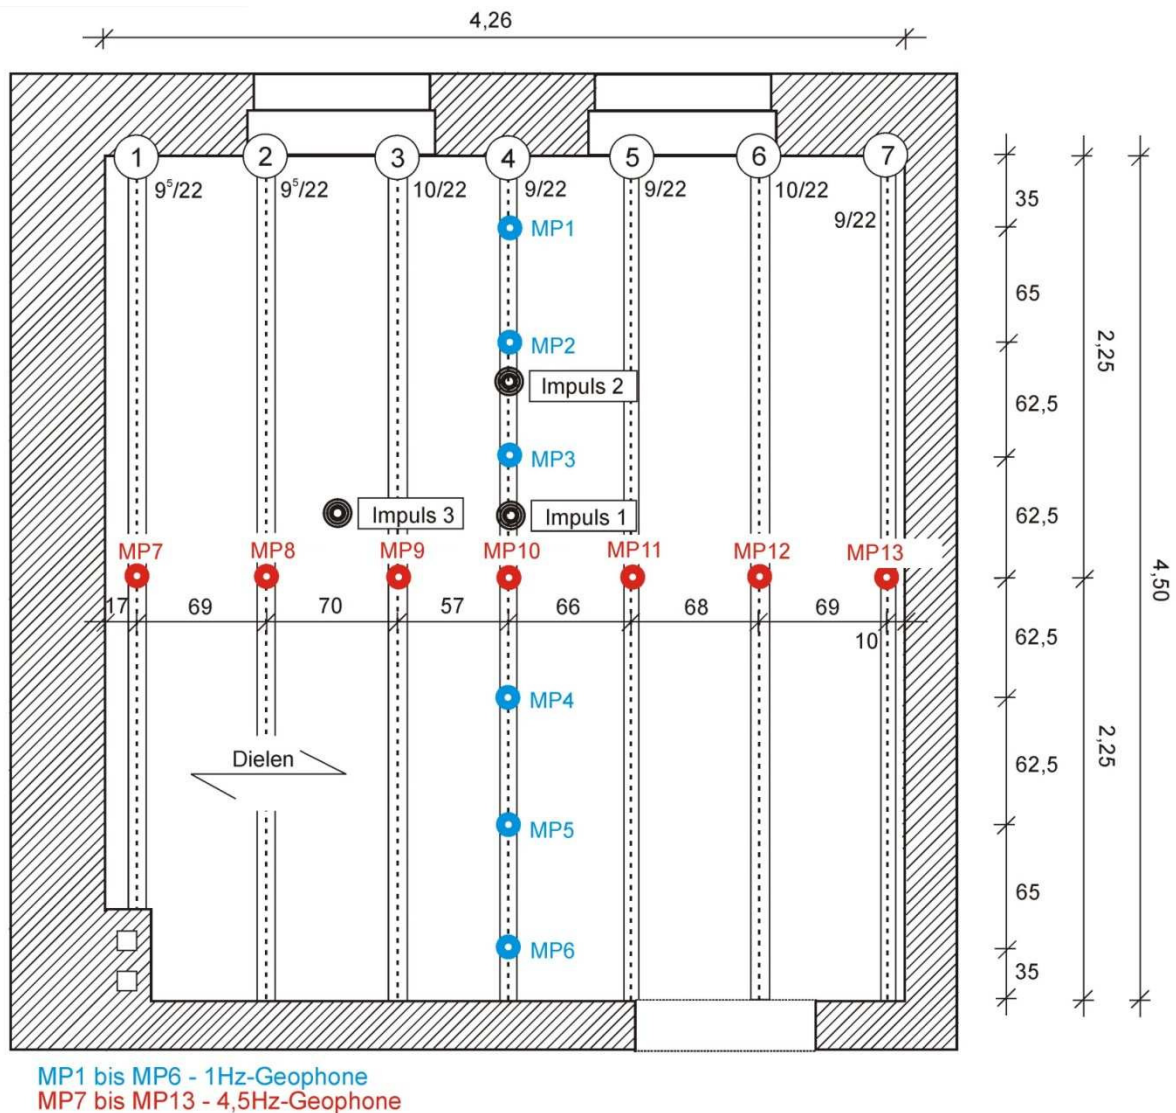 4,26
1 2 3 4 5 6 7
9⁵/22 9⁵/22 10/22 9/22 9/22 10/22
9/22
35
MP1
65
2,25
MP2
Impuls 2
62,5
MP3
Impuls 3
Impuls 1
62,5
MP7 MP8 MP9 MP10 MP11 MP12 MP13
4,50
17 69 70 57 66 68 69
10
62,5
MP4
2,25
Dielen
62,5
MP5
65
MP6
35
MP1 bis MP6 - 1Hz-Geophone
MP7 bis MP13 - 4,5Hz-Geophone